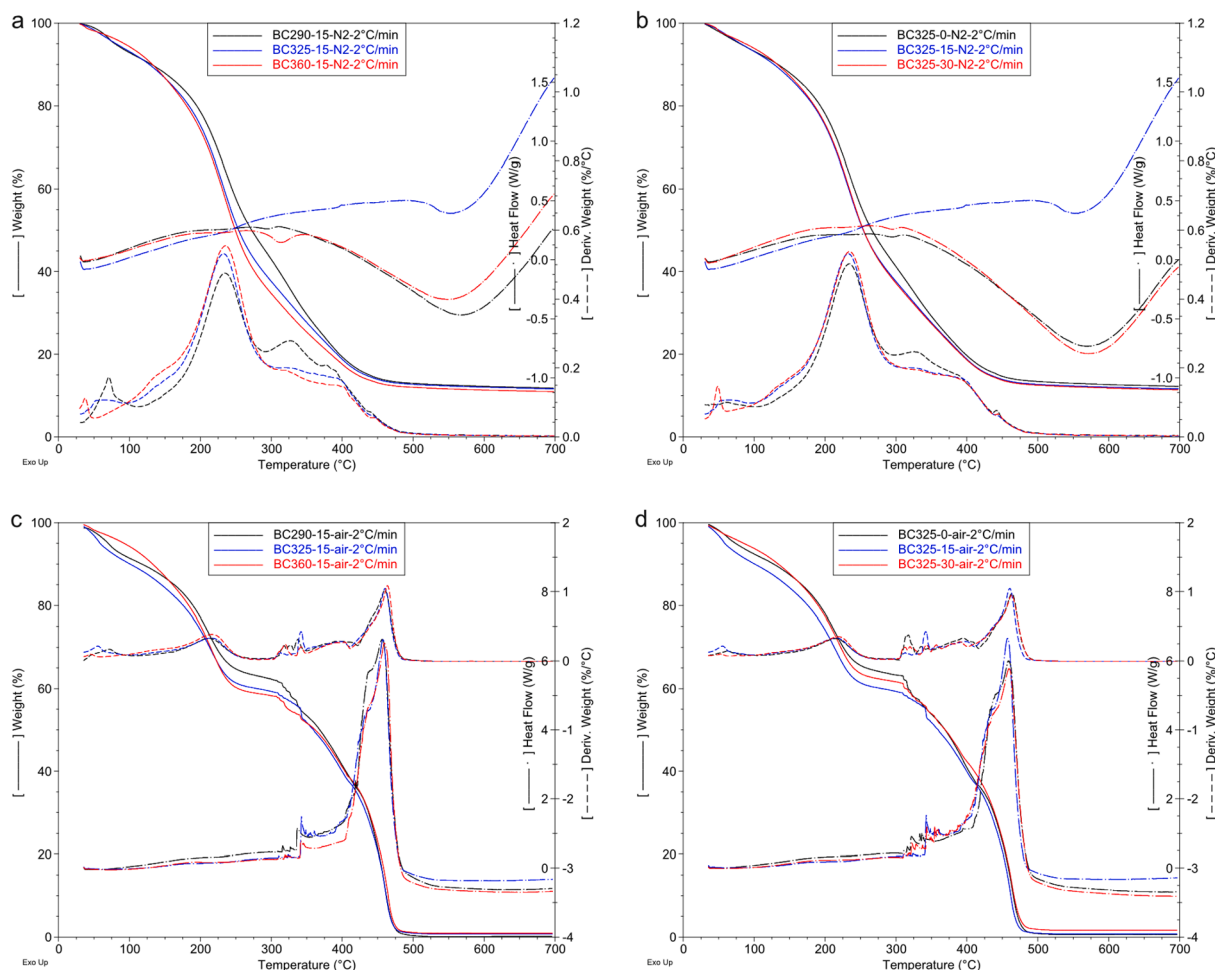 a
BC290-15-N2-2°C/min
BC325-15-N2-2°C/min
BC360-15-N2-2°C/min
100
80
60
40
20
0
[ ——— ] Weight (%)
1.5
1.0
0.5
0.0
-0.5
-1.0
[ ——— · ] Heat Flow (W/g)
1.2
1.0
0.8
0.6
0.4
0.2
0.0
[ – – – – ] Deriv. Weight (%/°C)
0 100 200 300 400 500 600 700
Exo Up
Temperature (°C)
b
BC325-0-N2-2°C/min
BC325-15-N2-2°C/min
BC325-30-N2-2°C/min
100
80
60
40
20
0
[ ——— ] Weight (%)
1.5
1.0
0.5
0.0
-0.5
-1.0
[ ——— · ] Heat Flow (W/g)
1.2
1.0
0.8
0.6
0.4
0.2
0.0
[ – – – – ] Deriv. Weight (%/°C)
0 100 200 300 400 500 600 700
Exo Up
Temperature (°C)
c
BC290-15-air-2°C/min
BC325-15-air-2°C/min
BC360-15-air-2°C/min
100
80
60
40
20
0
[ ——— ] Weight (%)
8
6
4
2
0
[ ——— · ] Heat Flow (W/g)
2
1
0
-1
-2
-3
-4
[ – – – – ] Deriv. Weight (%/°C)
0 100 200 300 400 500 600 700
Exo Up
Temperature (°C)
d
BC325-0-air-2°C/min
BC325-15-air-2°C/min
BC325-30-air-2°C/min
100
80
60
40
20
0
[ ——— ] Weight (%)
8
6
4
2
0
[ ——— · ] Heat Flow (W/g)
2
1
0
-1
-2
-3
-4
[ – – – – ] Deriv. Weight (%/°C)
0 100 200 300 400 500 600 700
Exo Up
Temperature (°C)